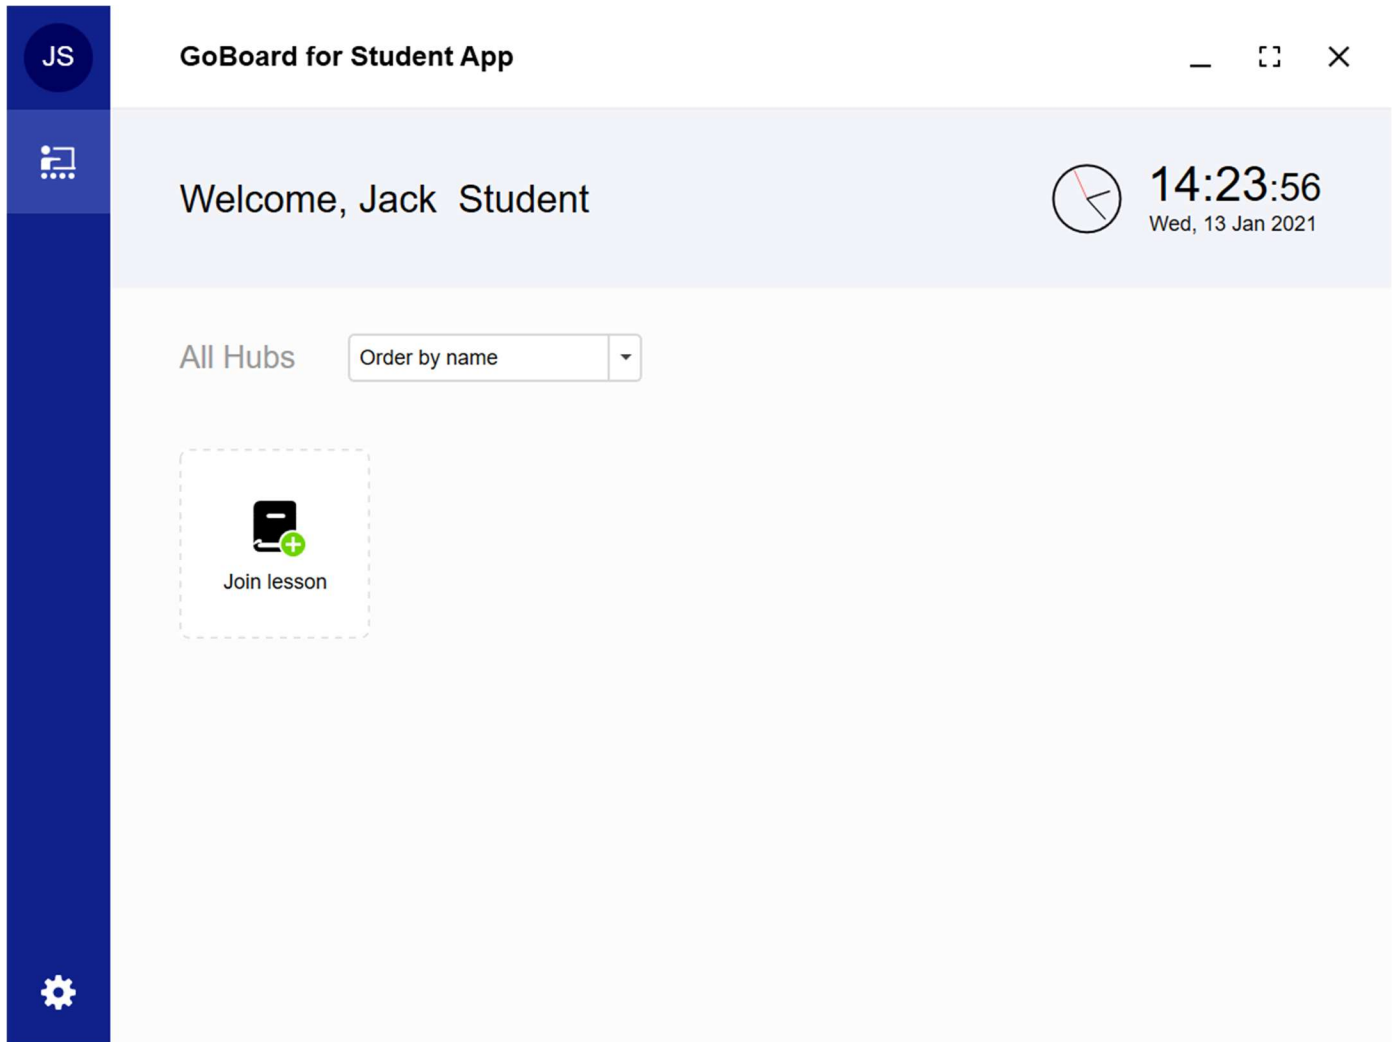 JS
GoBoard for Student App
Welcome, Jack  Student
14:23:56
Wed, 13 Jan 2021
All Hubs
Order by name
Join lesson